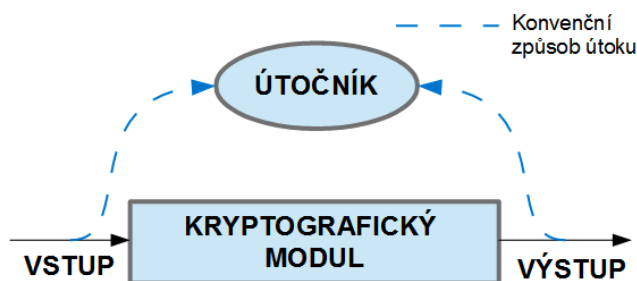 Konvenční
způsob útoku
ÚTOČNÍK
KRYPTOGRAFICKÝ
MODUL
VSTUP
VÝSTUP